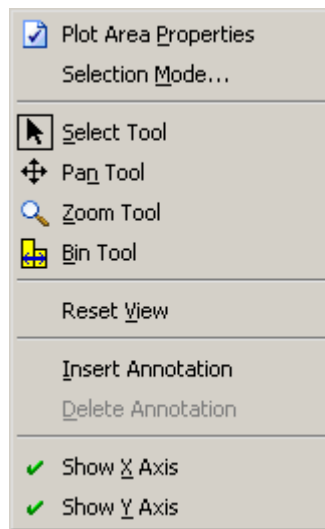 Plot Area Properties
Selection Mode...
Select Tool
Pan Tool
Zoom Tool
Bin Tool
Reset View
Insert Annotation
Delete Annotation
Show X Axis
Show Y Axis